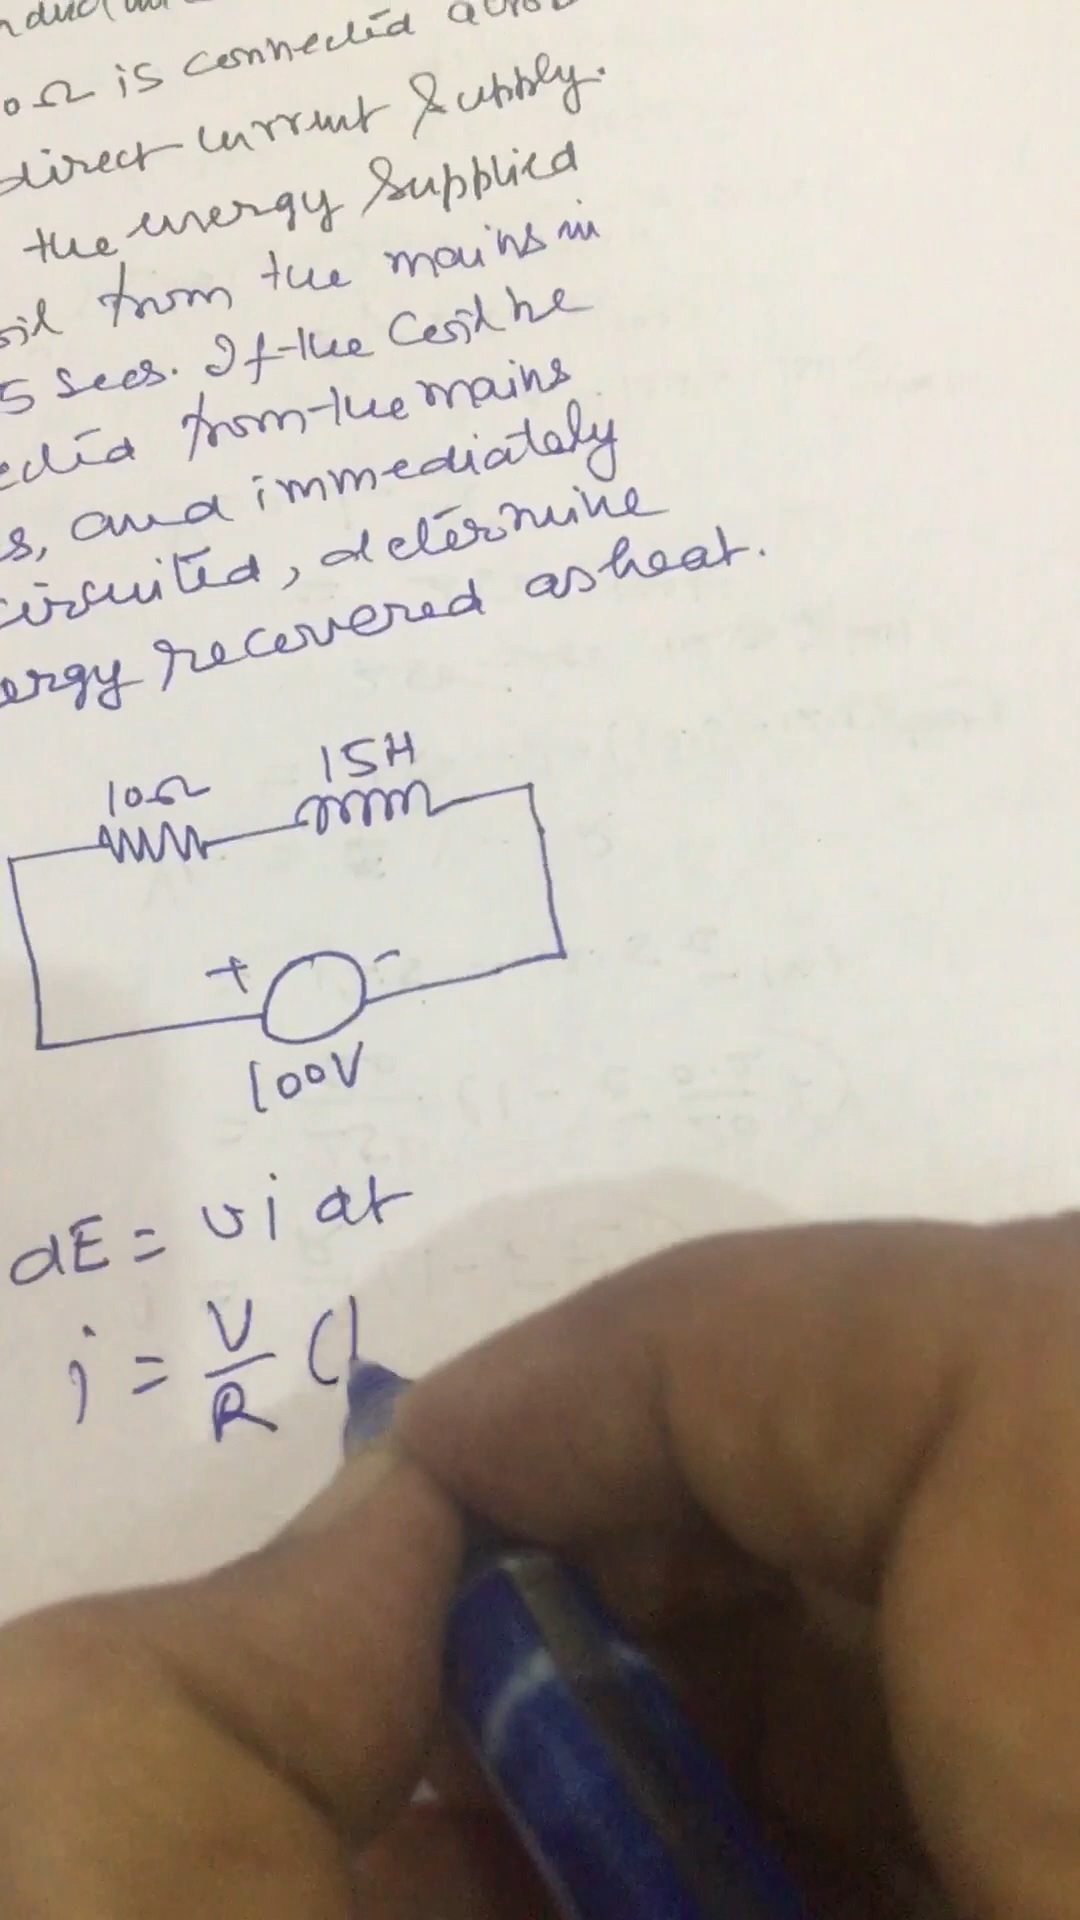 Ω is connected
direct current supply.
the energy supplied
from the mains in
5 secs. If the coil be
from the mains
and immediately
determine
recovered as heat.
10Ω
15H
+
-
100V
dE = vi dt
i = V/R (1